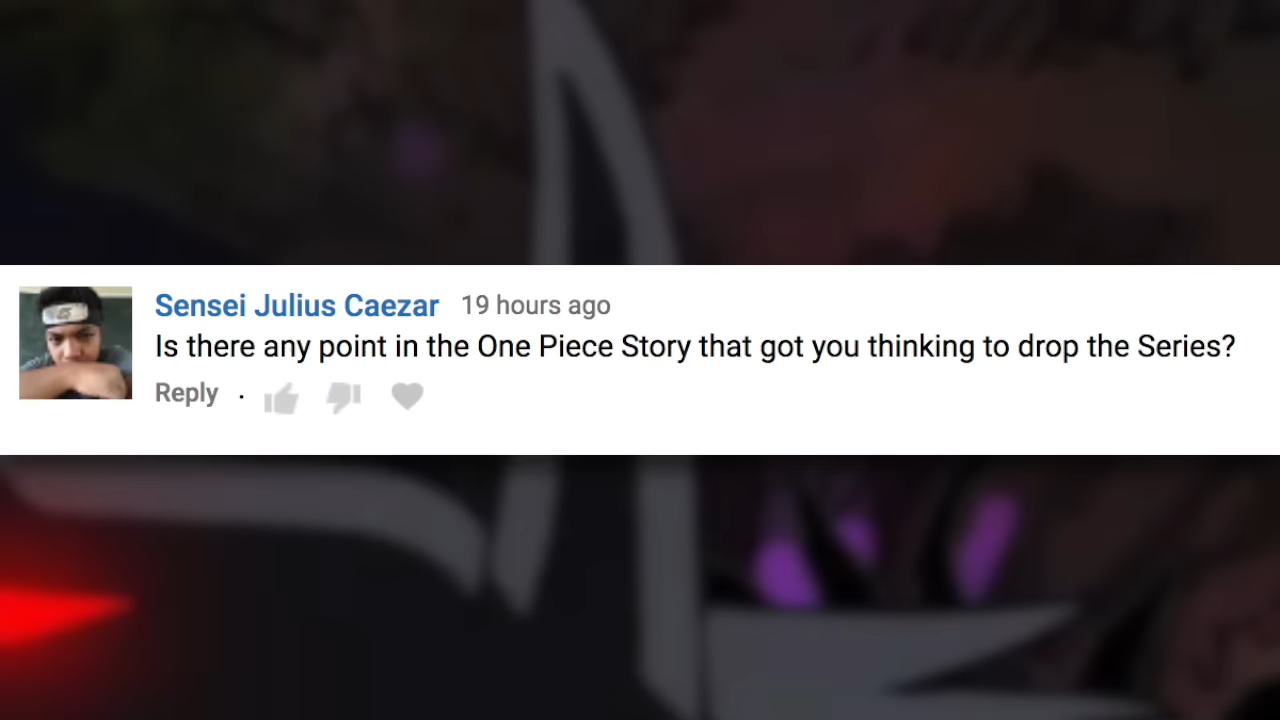 Sensei Julius Caezar 19 hours ago
Is there any point in the One Piece Story that got you thinking to drop the Series?
Reply ·